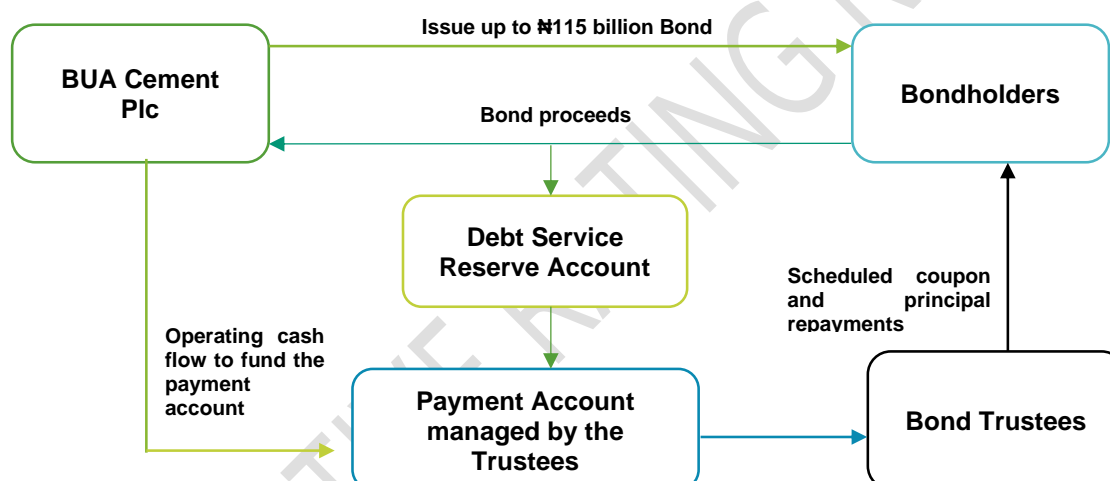 Issue up to ₦115 billion Bond
BUA Cement
Plc
Bondholders
Bond proceeds
Debt Service
Reserve Account
Scheduled coupon
and principal
repayments
Operating cash
flow to fund the
payment
account
Payment Account
managed by the
Trustees
Bond Trustees